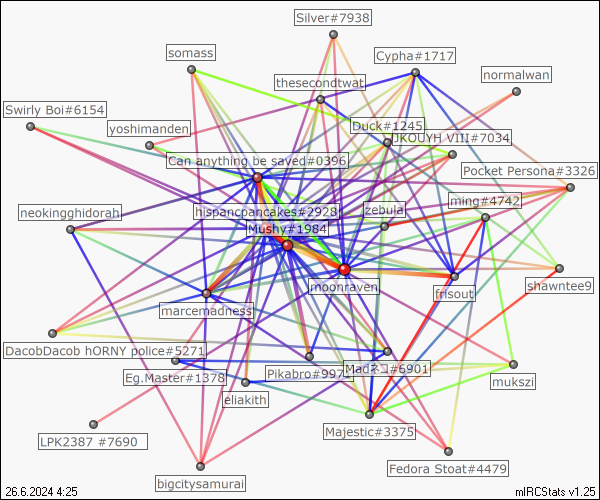 Silver#7938
somass
Cypha#1717
normalwan
thesecondtwat
Swirly Boi#6154
yoshimanden
Duck#1245
JKOUYH VIII#7034
Can anything be saved#0396
Pocket Persona#3326
neokingghidorah
hispancpancakes#2928
zebula
ming#4742
Mushy#1984
moonraven
frisout
shawntee9
marcemadness
DacobDacob hORNY police#5271
Eg.Master#1378
Pikabro#997
Madネコ#6901
mukszi
eliakith
LPK2387 #7690
Majestic#3375
Fedora Stoat#4479
bigcitysamurai
26.6.2024 4:25
mIRCStats v1.25